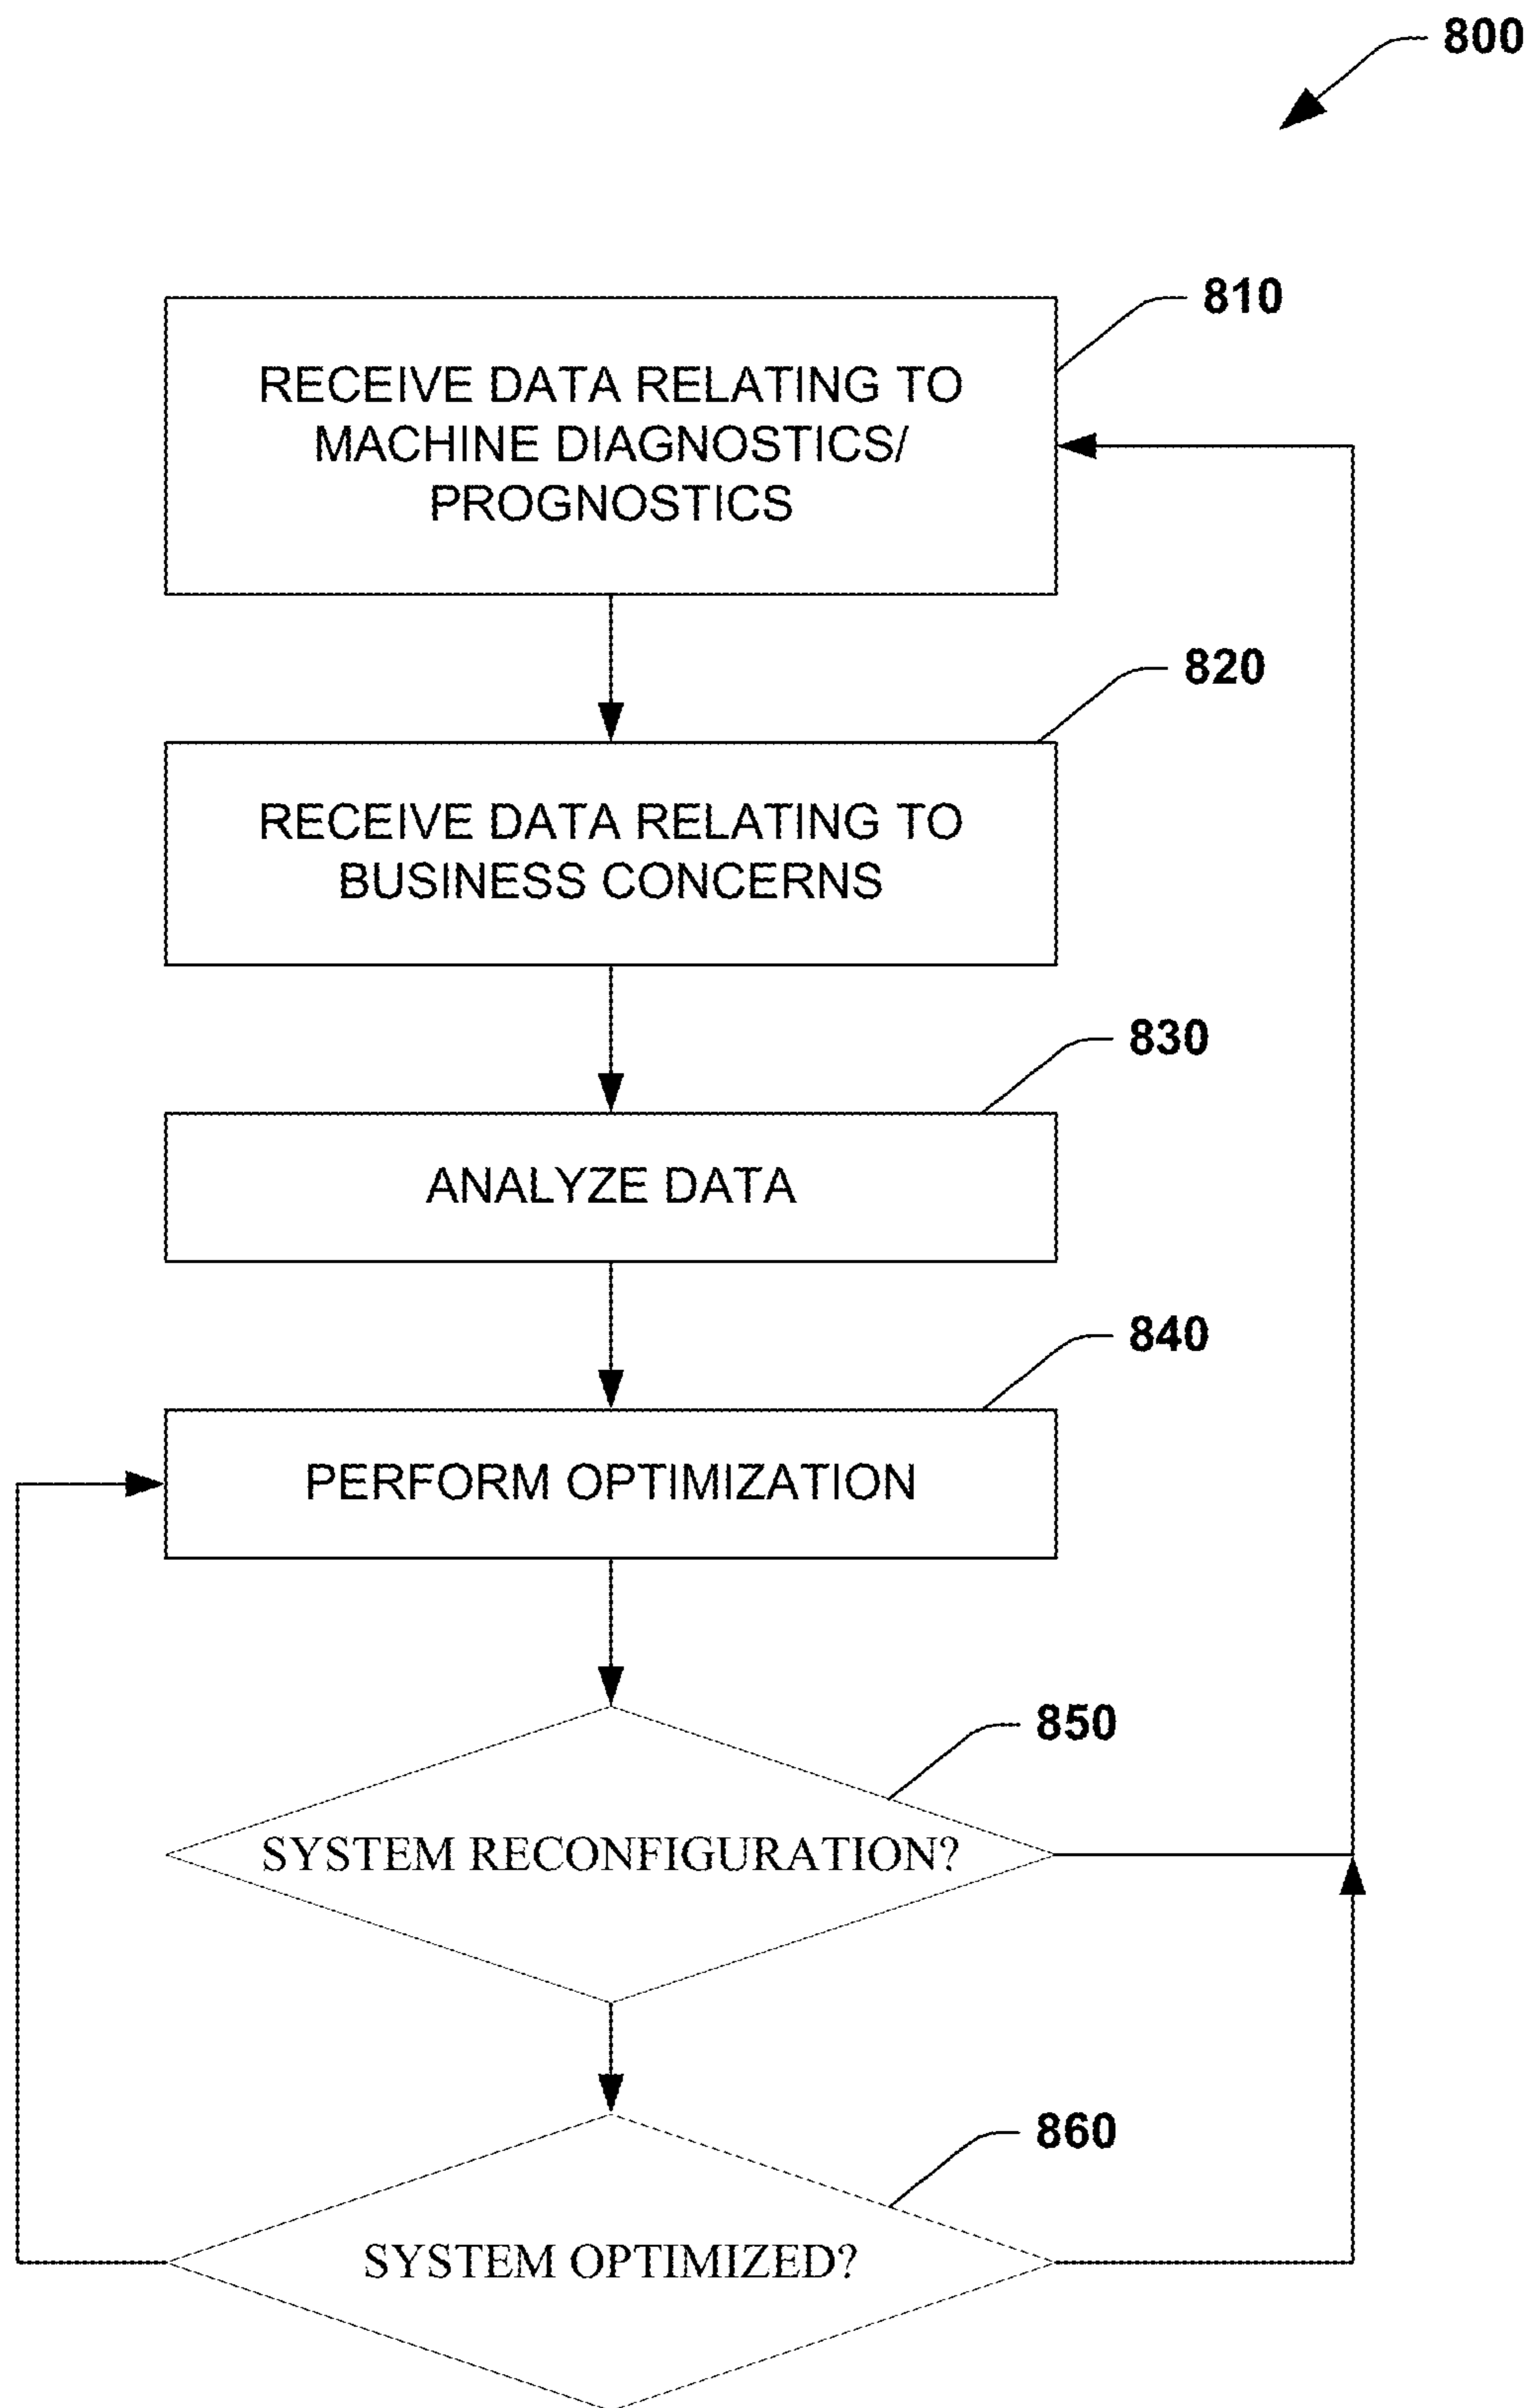 800
810
RECEIVE DATA RELATING TO
MACHINE DIAGNOSTICS/
PROGNOSTICS
820
RECEIVE DATA RELATING TO
BUSINESS CONCERNS
830
ANALYZE DATA
840
PERFORM OPTIMIZATION
850
SYSTEM RECONFIGURATION?
860
SYSTEM OPTIMIZED?